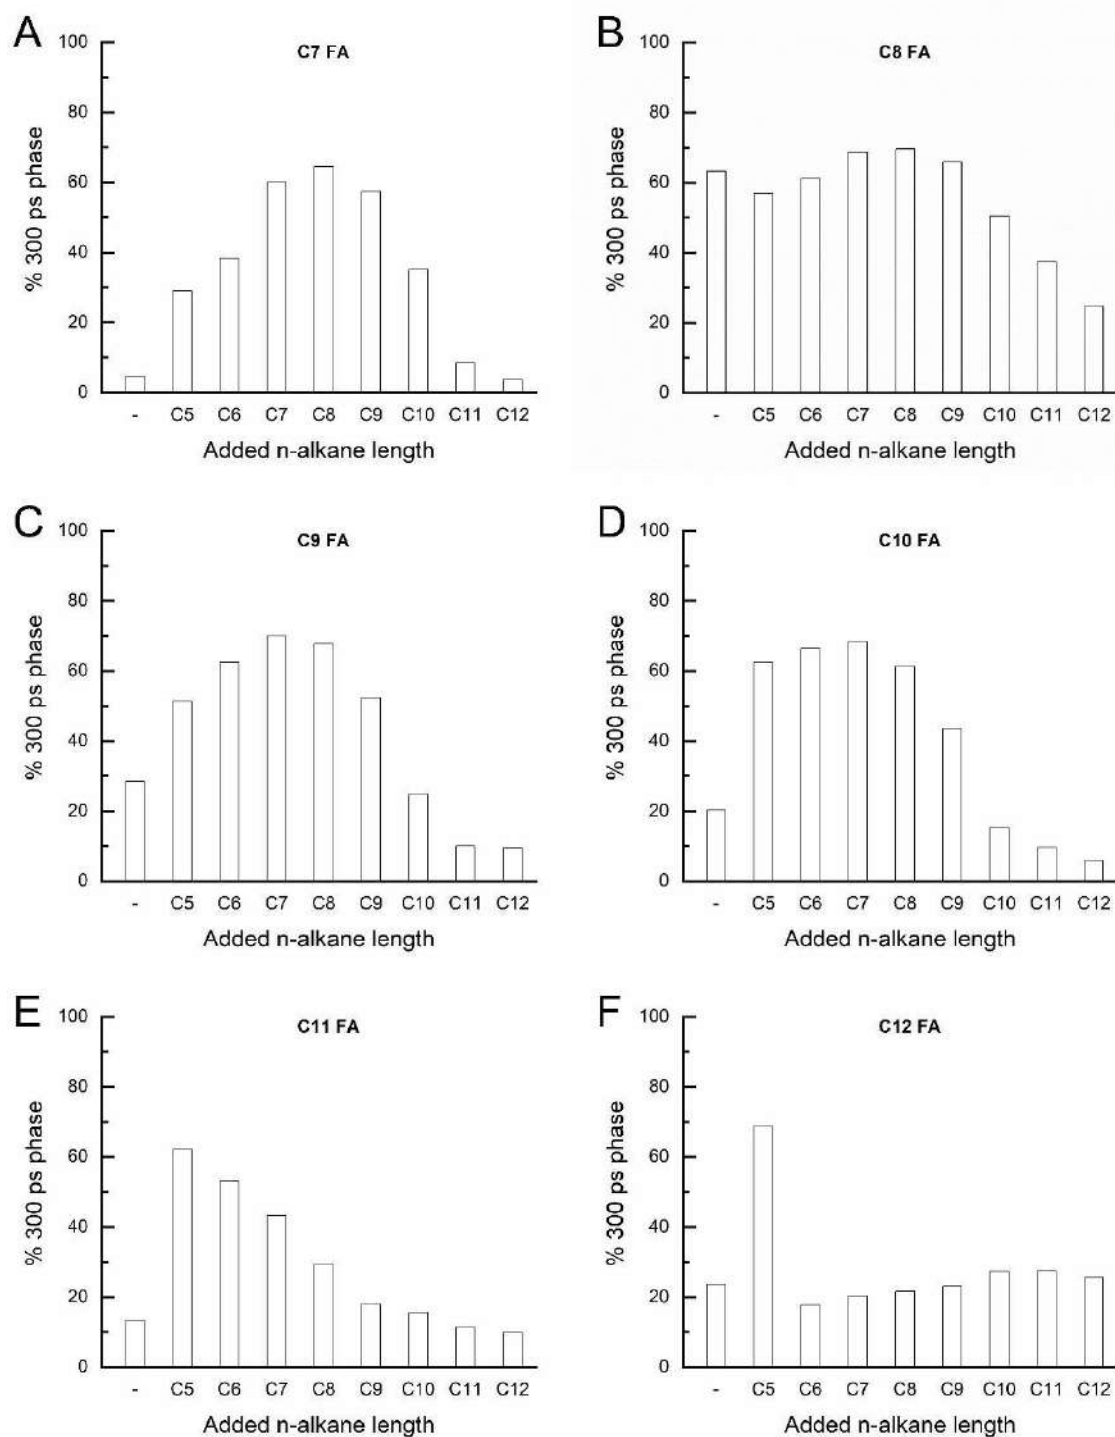 A
C7 FA
% 300 ps phase
100
80
60
40
20
0
- C5 C6 C7 C8 C9 C10 C11 C12
Added n-alkane length
B
C8 FA
% 300 ps phase
100
80
60
40
20
0
- C5 C6 C7 C8 C9 C10 C11 C12
Added n-alkane length
C
C9 FA
% 300 ps phase
100
80
60
40
20
0
- C5 C6 C7 C8 C9 C10 C11 C12
Added n-alkane length
D
C10 FA
% 300 ps phase
100
80
60
40
20
0
- C5 C6 C7 C8 C9 C10 C11 C12
Added n-alkane length
E
C11 FA
% 300 ps phase
100
80
60
40
20
0
- C5 C6 C7 C8 C9 C10 C11 C12
Added n-alkane length
F
C12 FA
% 300 ps phase
100
80
60
40
20
0
- C5 C6 C7 C8 C9 C10 C11 C12
Added n-alkane length